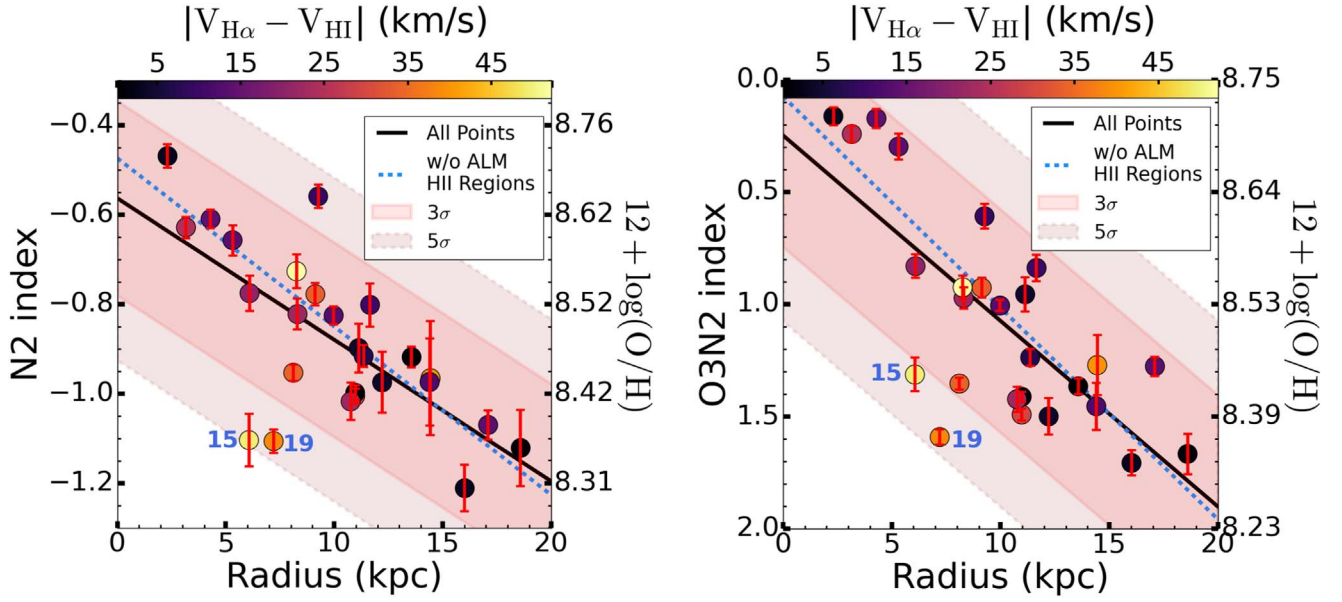 |V_Hα − V_HI| (km/s)
5 15 25 35 45
−0.4
−0.6
−0.8
−1.0
−1.2
N2 index
All Points
w/o ALM
HII Regions
3σ
5σ
15
19
8.76
8.62
8.52
8.42
8.31
12 + log(O/H)
0 5 10 15 20
Radius (kpc)
|V_Hα − V_HI| (km/s)
5 15 25 35 45
0.0
0.5
1.0
1.5
2.0
O3N2 index
All Points
w/o ALM
HII Regions
3σ
5σ
15
19
8.75
8.64
8.53
8.39
8.23
12 + log(O/H)
0 5 10 15 20
Radius (kpc)